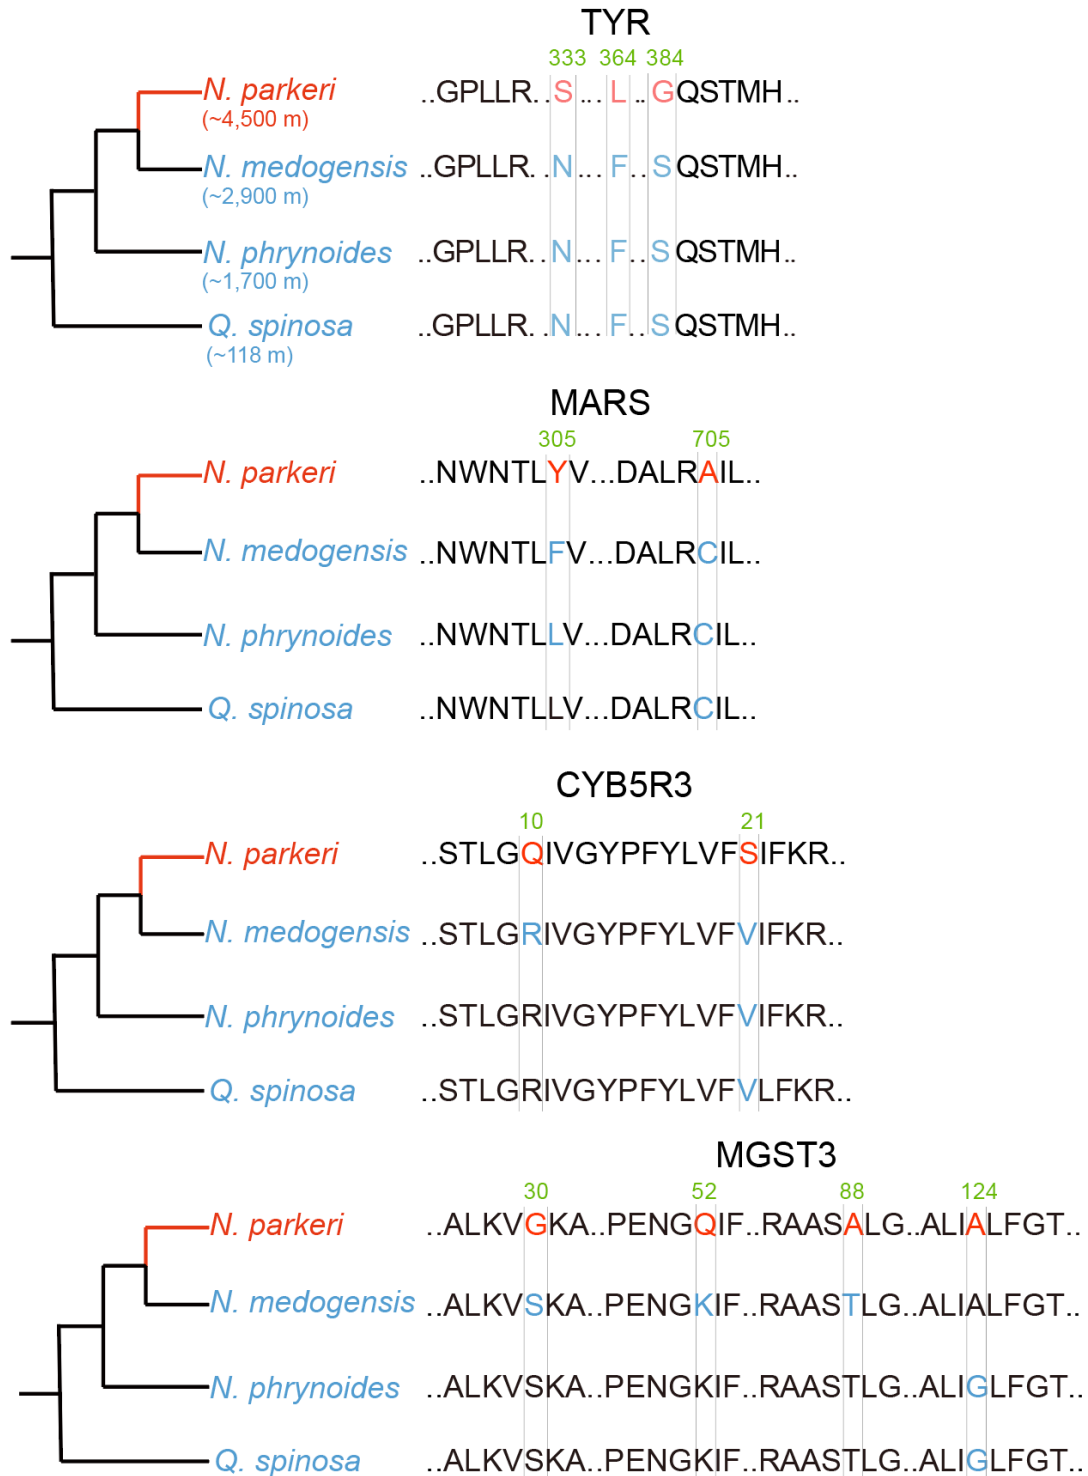 TYR
333 364 384
N. parkeri ..GPLLR. .S... L ..GQSTMH..
(~4,500 m)
N. medogensis ..GPLLR. .N... F. . SQSTMH..
(~2,900 m)
N. phrynoides ..GPLLR. .N... F. . SQSTMH..
(~1,700 m)
Q. spinosa ..GPLLR. .N... F. . SQSTMH..
(~118 m)
MARS
305 705
N. parkeri ..NWNTLYV...DALRAIL..
N. medogensis ..NWNTLFV...DALRCIL..
N. phrynoides ..NWNTLLV...DALRCIL..
Q. spinosa ..NWNTLLV...DALRCIL..
CYB5R3
10 21
N. parkeri ..STLGQIVGYPFYLVFSIFKR..
N. medogensis ..STLGRIVGYPFYLVFVIFKR..
N. phrynoides ..STLGRIVGYPFYLVFVIFKR..
Q. spinosa ..STLGRIVGYPFYLVFVLFKR..
MGST3
30 52 88 124
N. parkeri ..ALKVGKA..PENGQIF..RAASALG..ALIALFGT..
N. medogensis ..ALKVSKA..PENGKIF..RAASTLG..ALIALFGT..
N. phrynoides ..ALKVSKA..PENGKIF..RAASTLG..ALIGLFGT..
Q. spinosa ..ALKVSKA..PENGKIF..RAASTLG..ALIGLFGT..